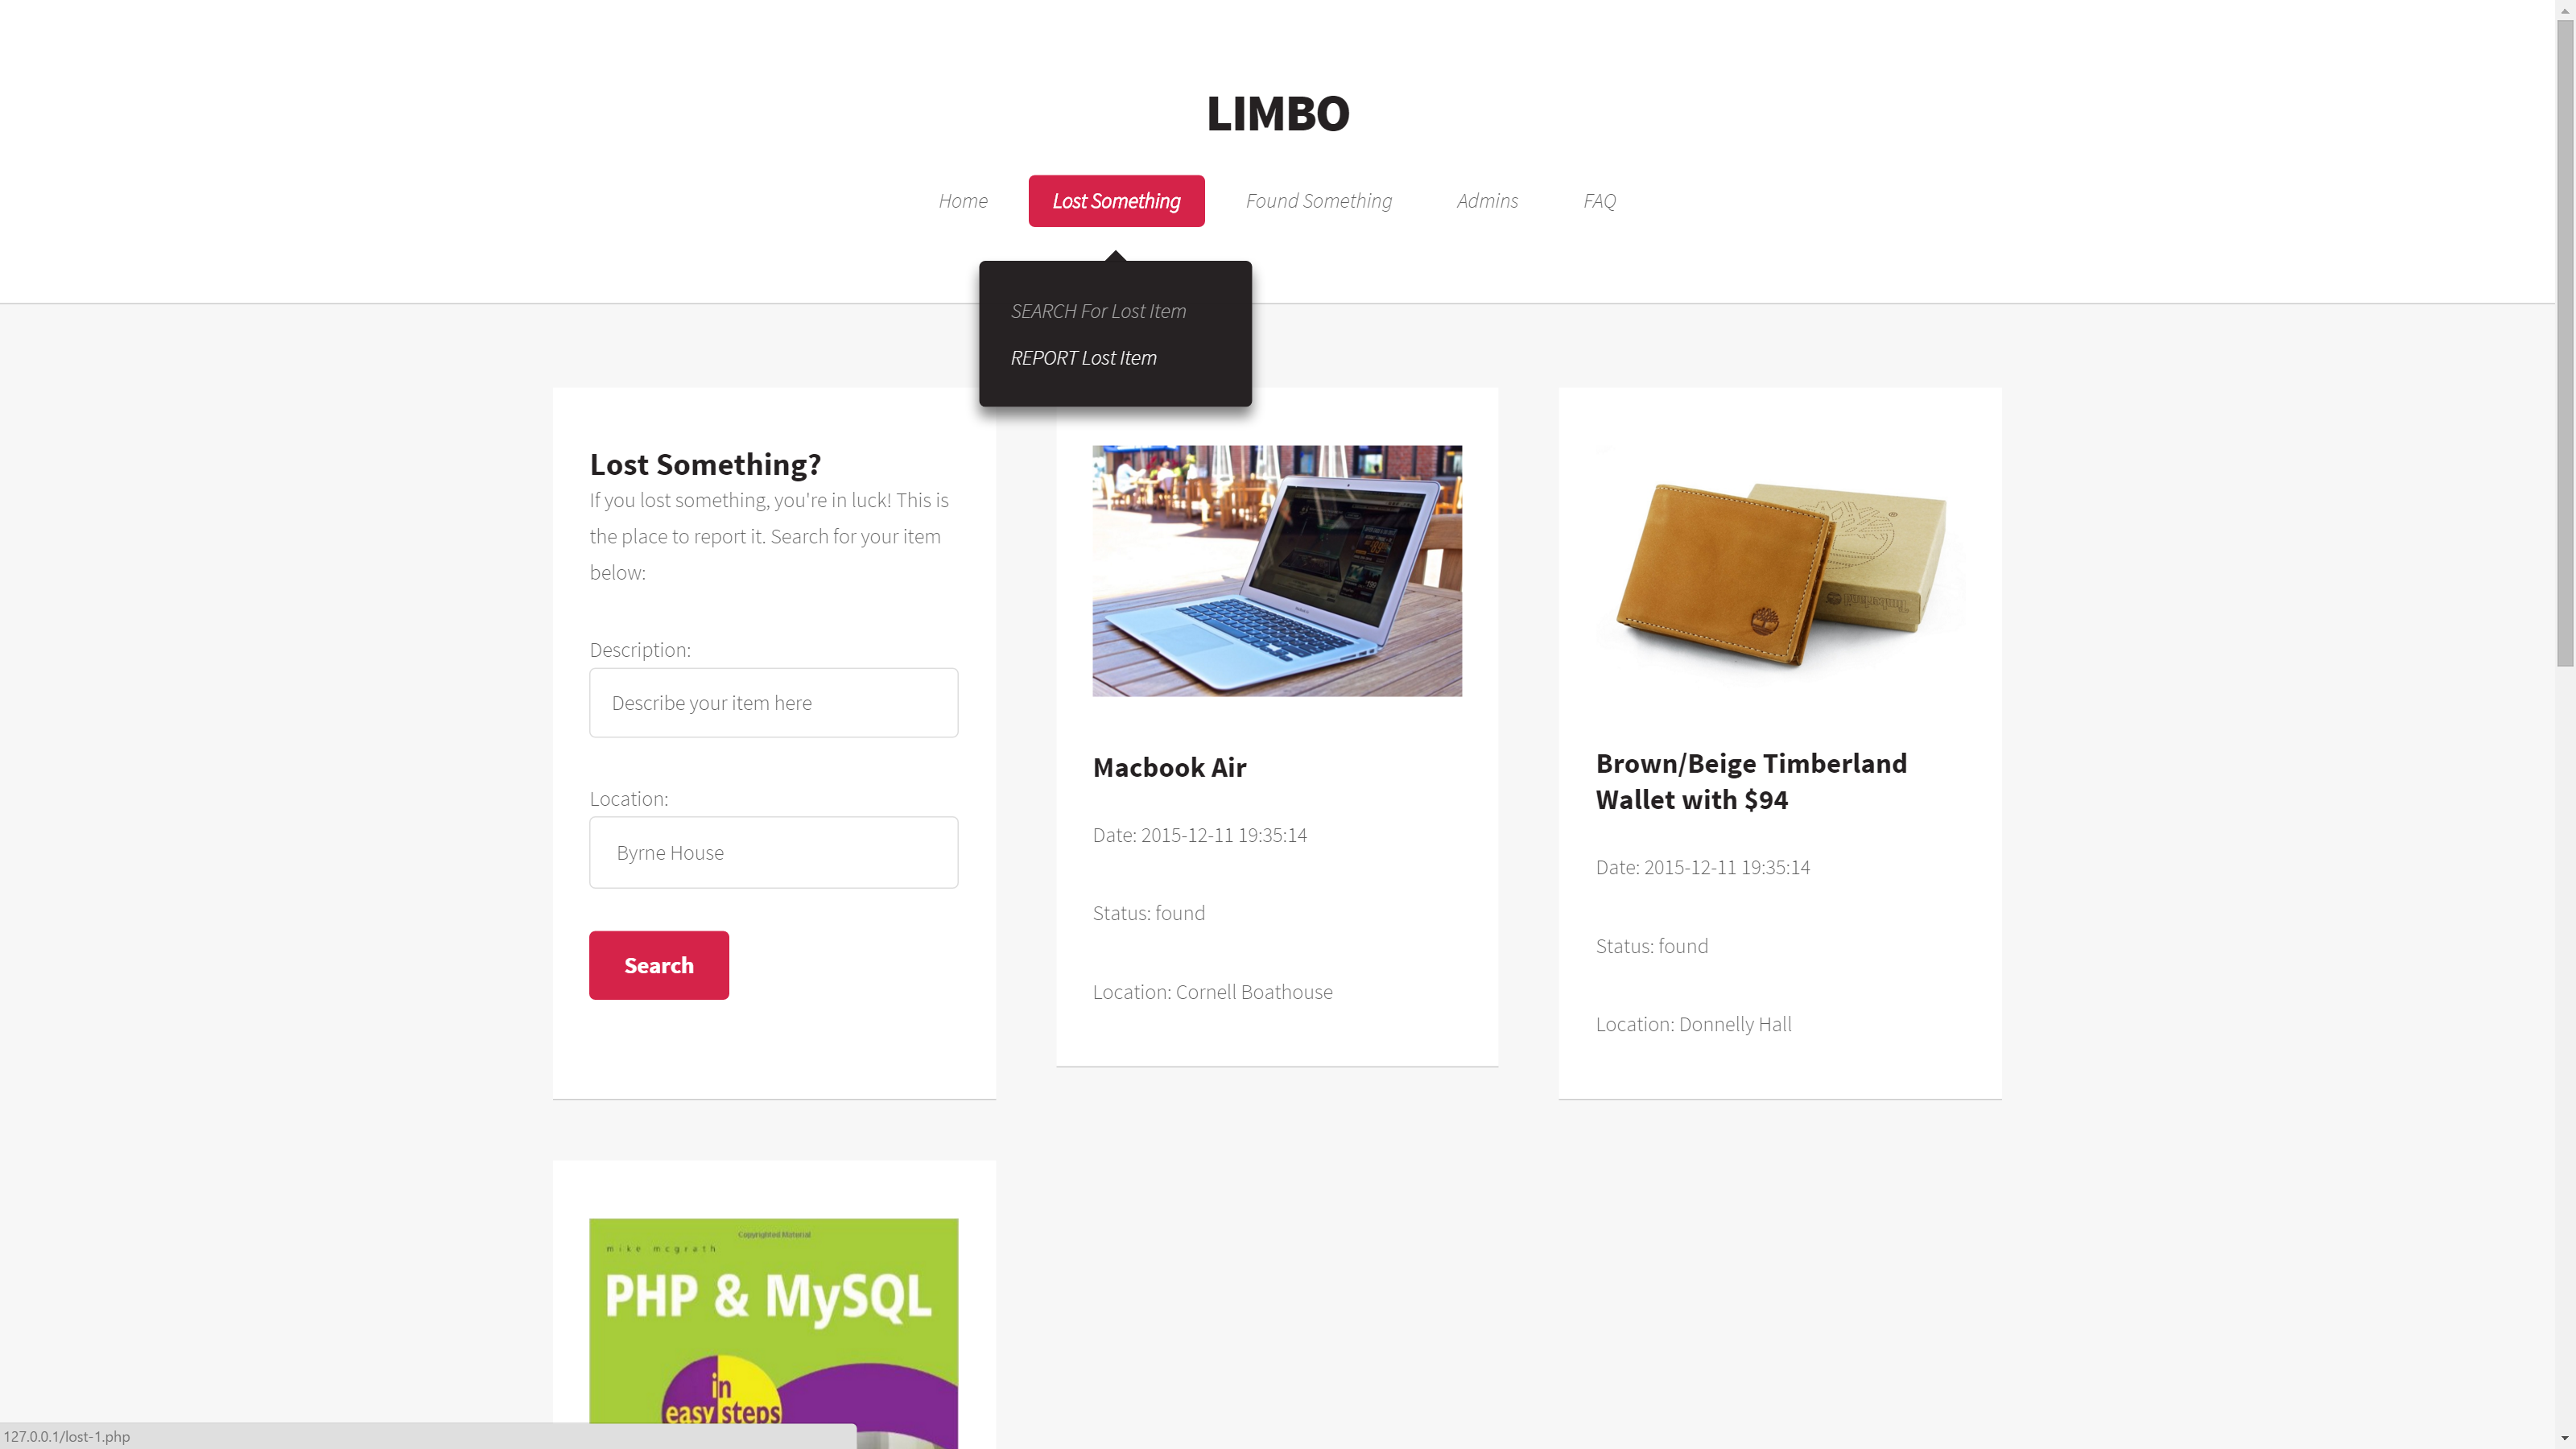 LIMBO
Home
Lost Something
Found Something
Admins
FAQ
SEARCH For Lost Item
REPORT Lost Item
Lost Something?
If you lost something, you're in luck! This is
the place to report it. Search for your item
below:
Description:
Describe your item here
Location:
Byrne House
Search
Macbook Air
Date: 2015-12-11 19:35:14
Status: found
Location: Cornell Boathouse
Brown/Beige Timberland
Wallet with $94
Date: 2015-12-11 19:35:14
Status: found
Location: Donnelly Hall
Copyrighted Material
mike mcgrath
PHP & MySQL
in
easy steps
127.0.0.1/lost-1.php